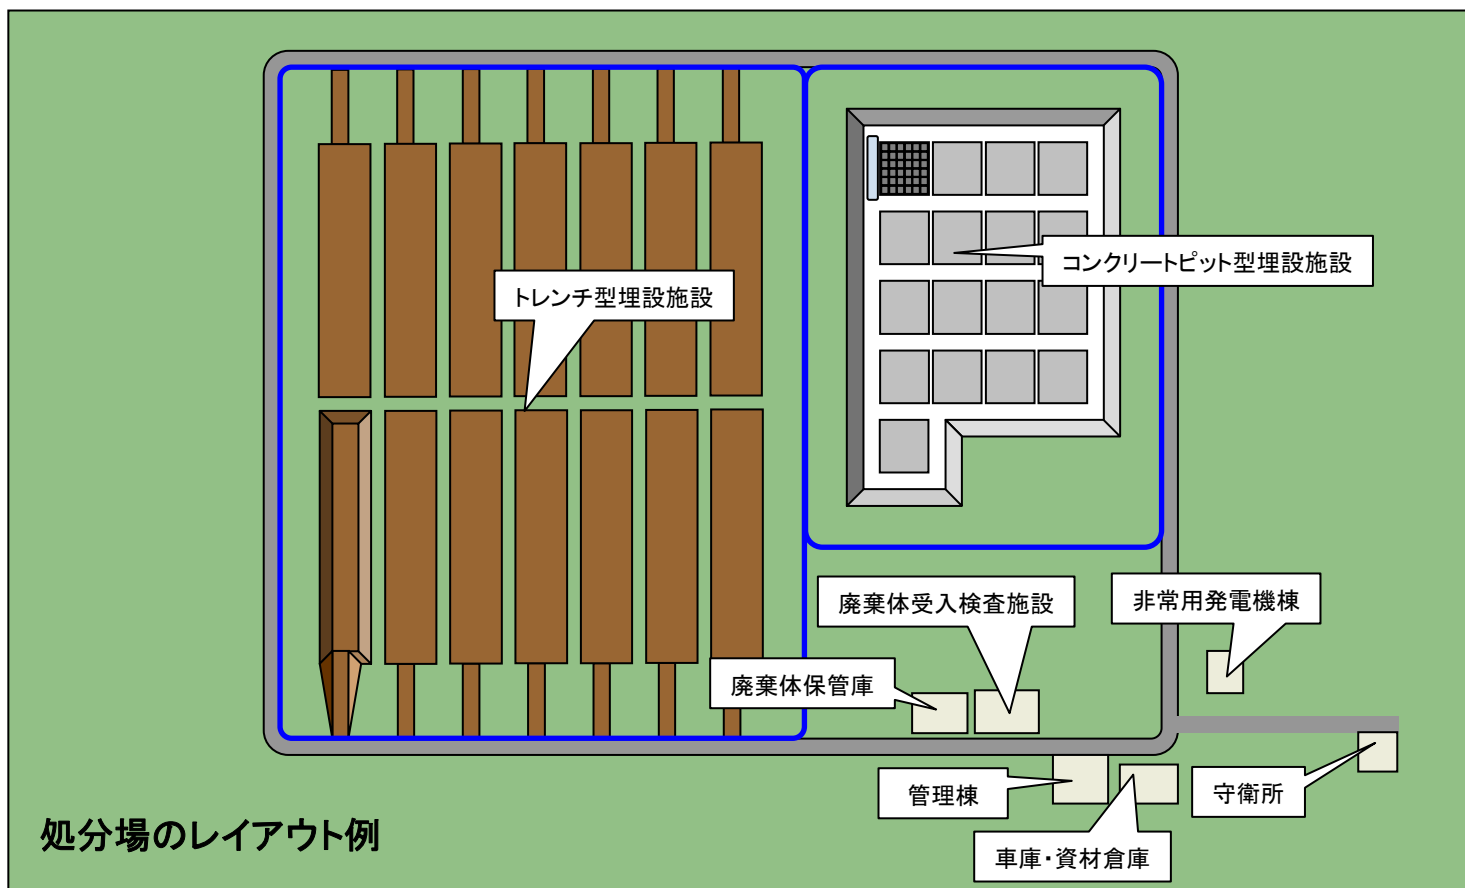 コンクリートピット型埋設施設
トレンチ型埋設施設
廃棄体受入検査施設
非常用発電機棟
廃棄体保管庫
管理棟
守衛所
車庫・資材倉庫
処分場のレイアウト例